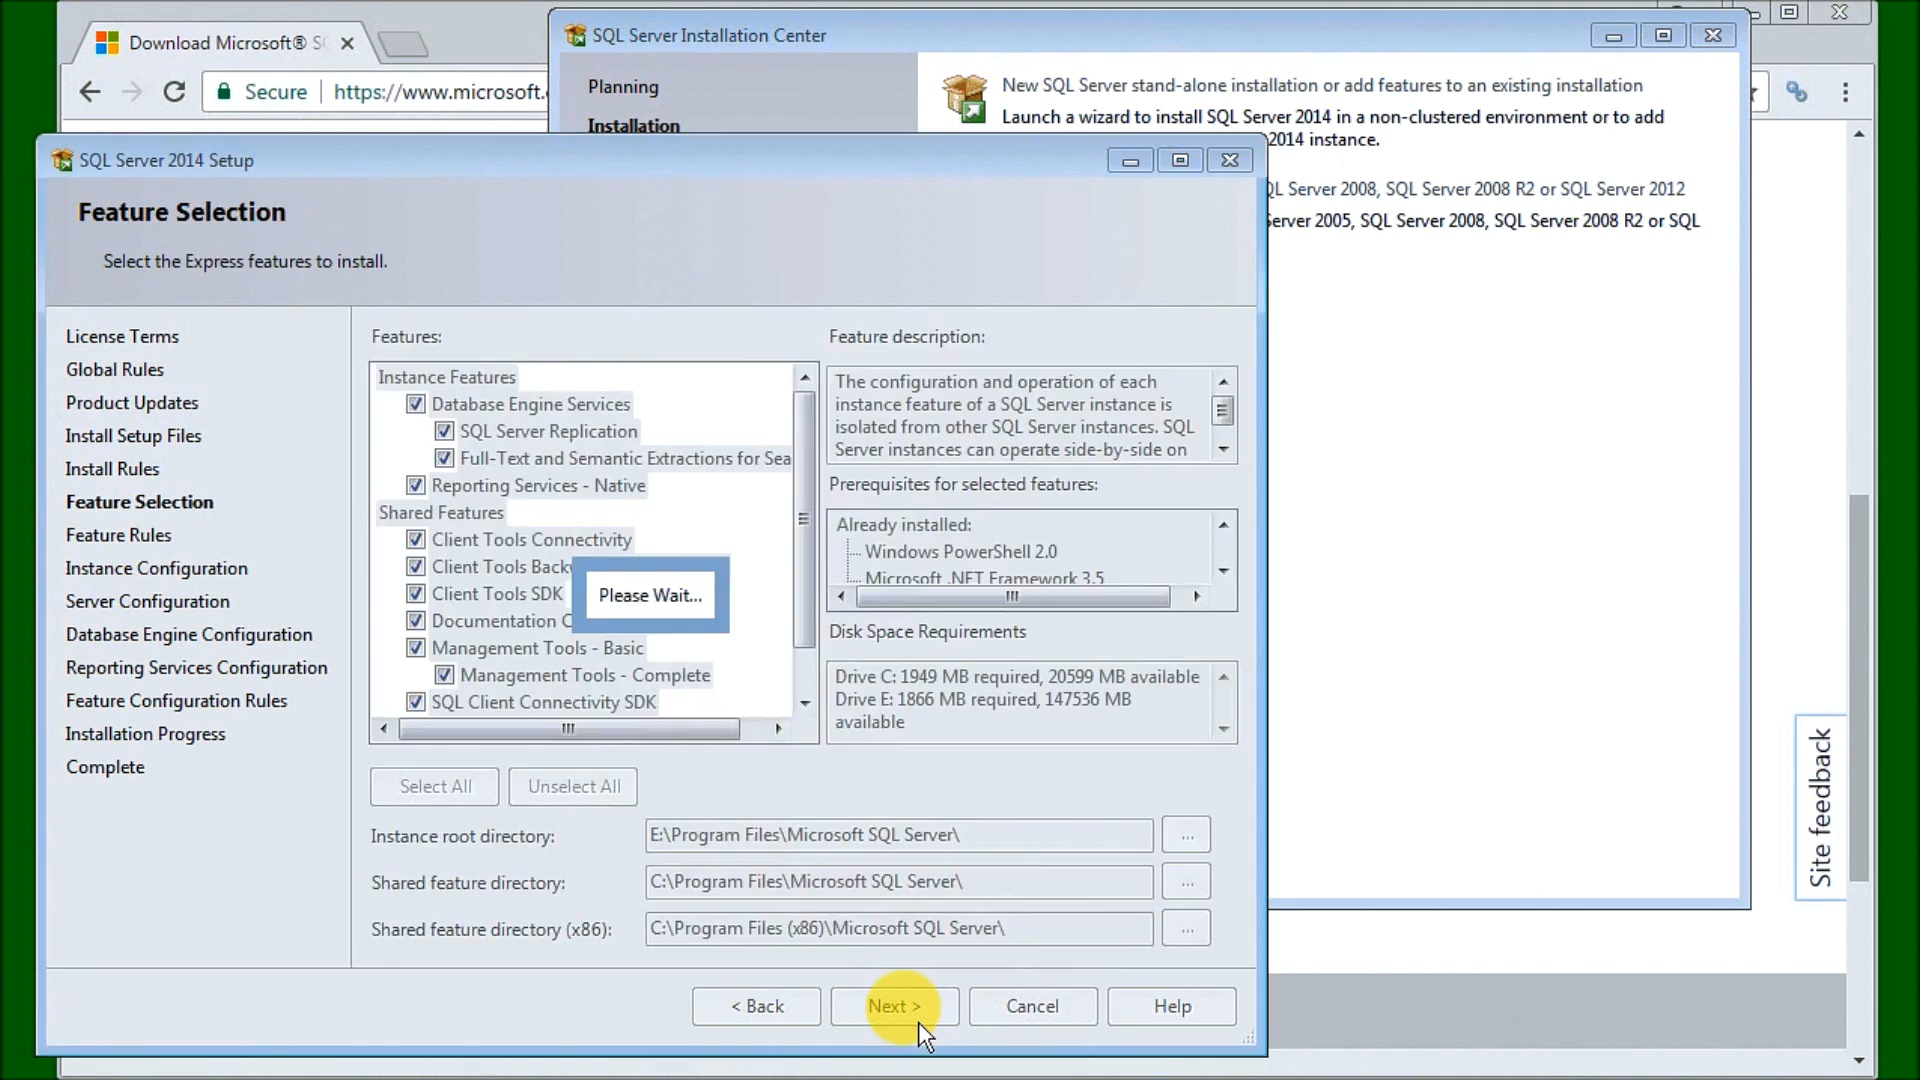 Download Microsoft® S
Secure
https://www.microsoft.
SQL Server Installation Center
Planning
Installation
New SQL Server stand-alone installation or add features to an existing installation
Launch a wizard to install SQL Server 2014 in a non-clustered environment or to add
2014 instance.
QL Server 2008, SQL Server 2008 R2 or SQL Server 2012
Server 2005, SQL Server 2008, SQL Server 2008 R2 or SQL
SQL Server 2014 Setup
Feature Selection
Select the Express features to install.
License Terms
Global Rules
Product Updates
Install Setup Files
Install Rules
Feature Selection
Feature Rules
Instance Configuration
Server Configuration
Database Engine Configuration
Reporting Services Configuration
Feature Configuration Rules
Installation Progress
Complete
Features:
Instance Features
Database Engine Services
SQL Server Replication
Full-Text and Semantic Extractions for Sea
Reporting Services - Native
Shared Features
Client Tools Connectivity
Client Tools Back
Client Tools SDK
Documentation C
Management Tools - Basic
Management Tools - Complete
SQL Client Connectivity SDK
Please Wait...
Feature description:
The configuration and operation of each
instance feature of a SQL Server instance is
isolated from other SQL Server instances. SQL
Server instances can operate side-by-side on
Prerequisites for selected features:
Already installed:
Windows PowerShell 2.0
Microsoft .NET Framework 3.5
Disk Space Requirements
Drive C: 1949 MB required, 20599 MB available
Drive E: 1866 MB required, 147536 MB
available
Select All
Unselect All
Instance root directory:
E:\Program Files\Microsoft SQL Server\
...
Shared feature directory:
C:\Program Files\Microsoft SQL Server\
...
Shared feature directory (x86):
C:\Program Files (x86)\Microsoft SQL Server\
...
< Back
Next >
Cancel
Help
Site feedback